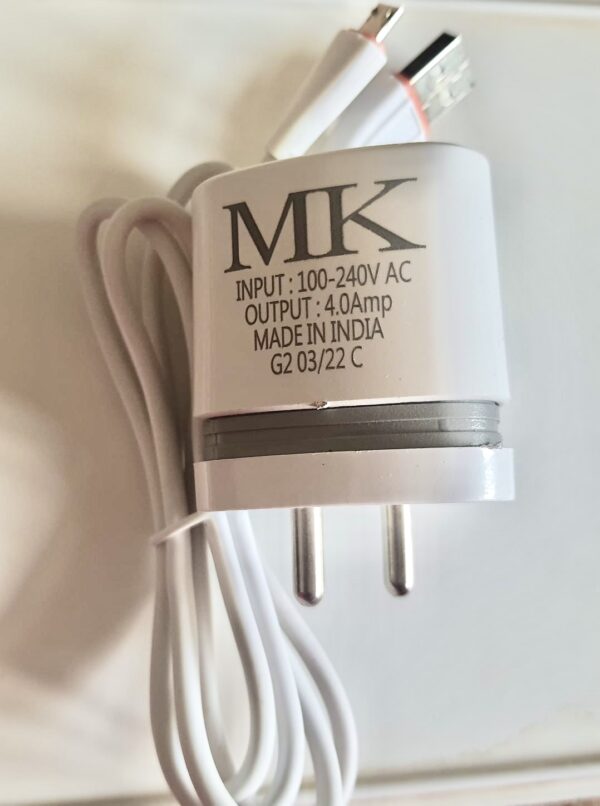 MK
INPUT : 100-240V AC
OUTPUT : 4.0Amp
MADE IN INDIA
G2 03/22 C